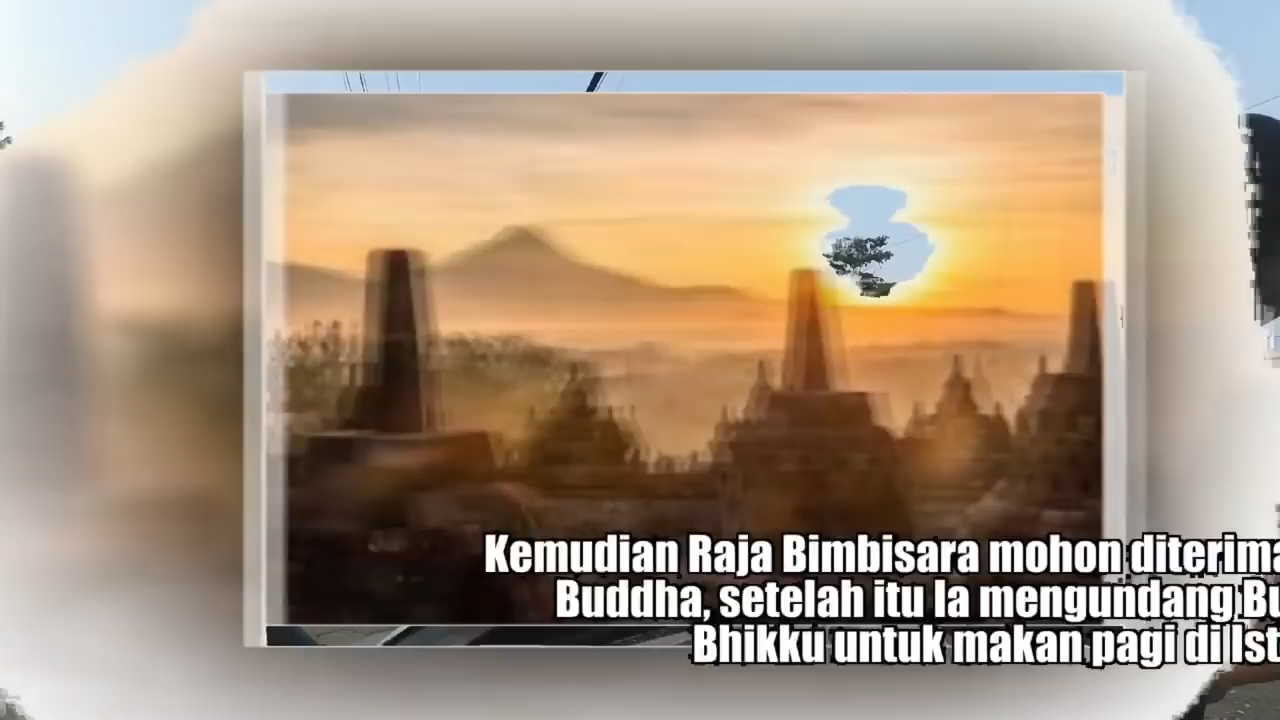 Kemudian Raja Bimbisara mohon diterima
Buddha, setelah itu Ia mengundang
Bhikku untuk makan pagi di